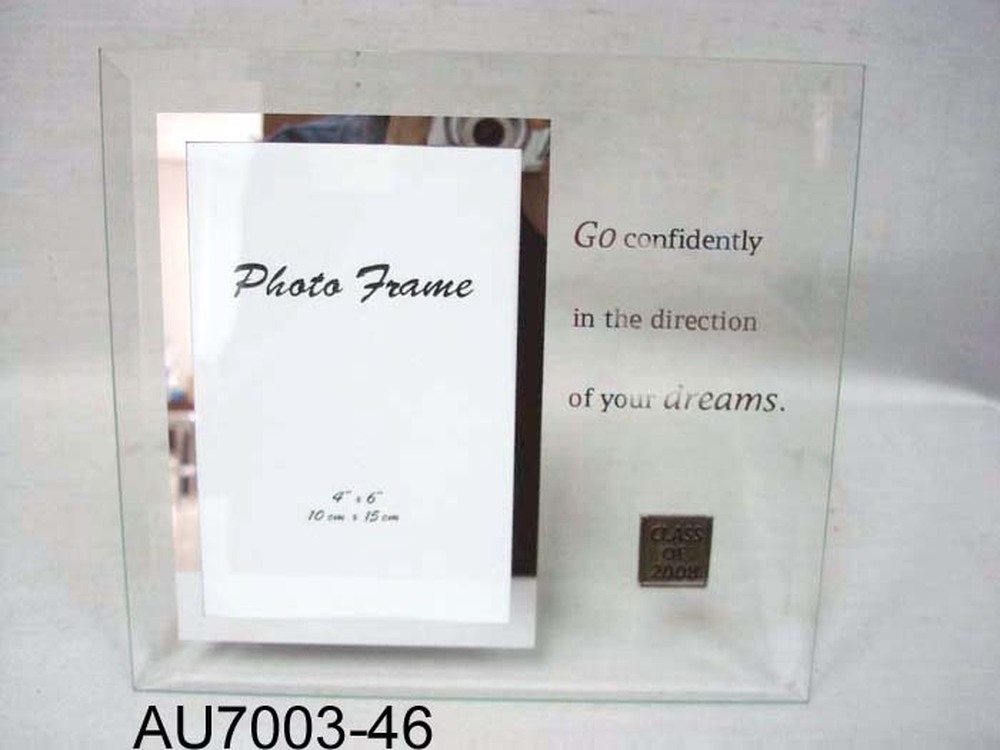 Photo Frame
4" x 6"
10 cm x 15 cm
Go confidently
in the direction
of your dreams.
CLASS
OF
2008
AU7003-46